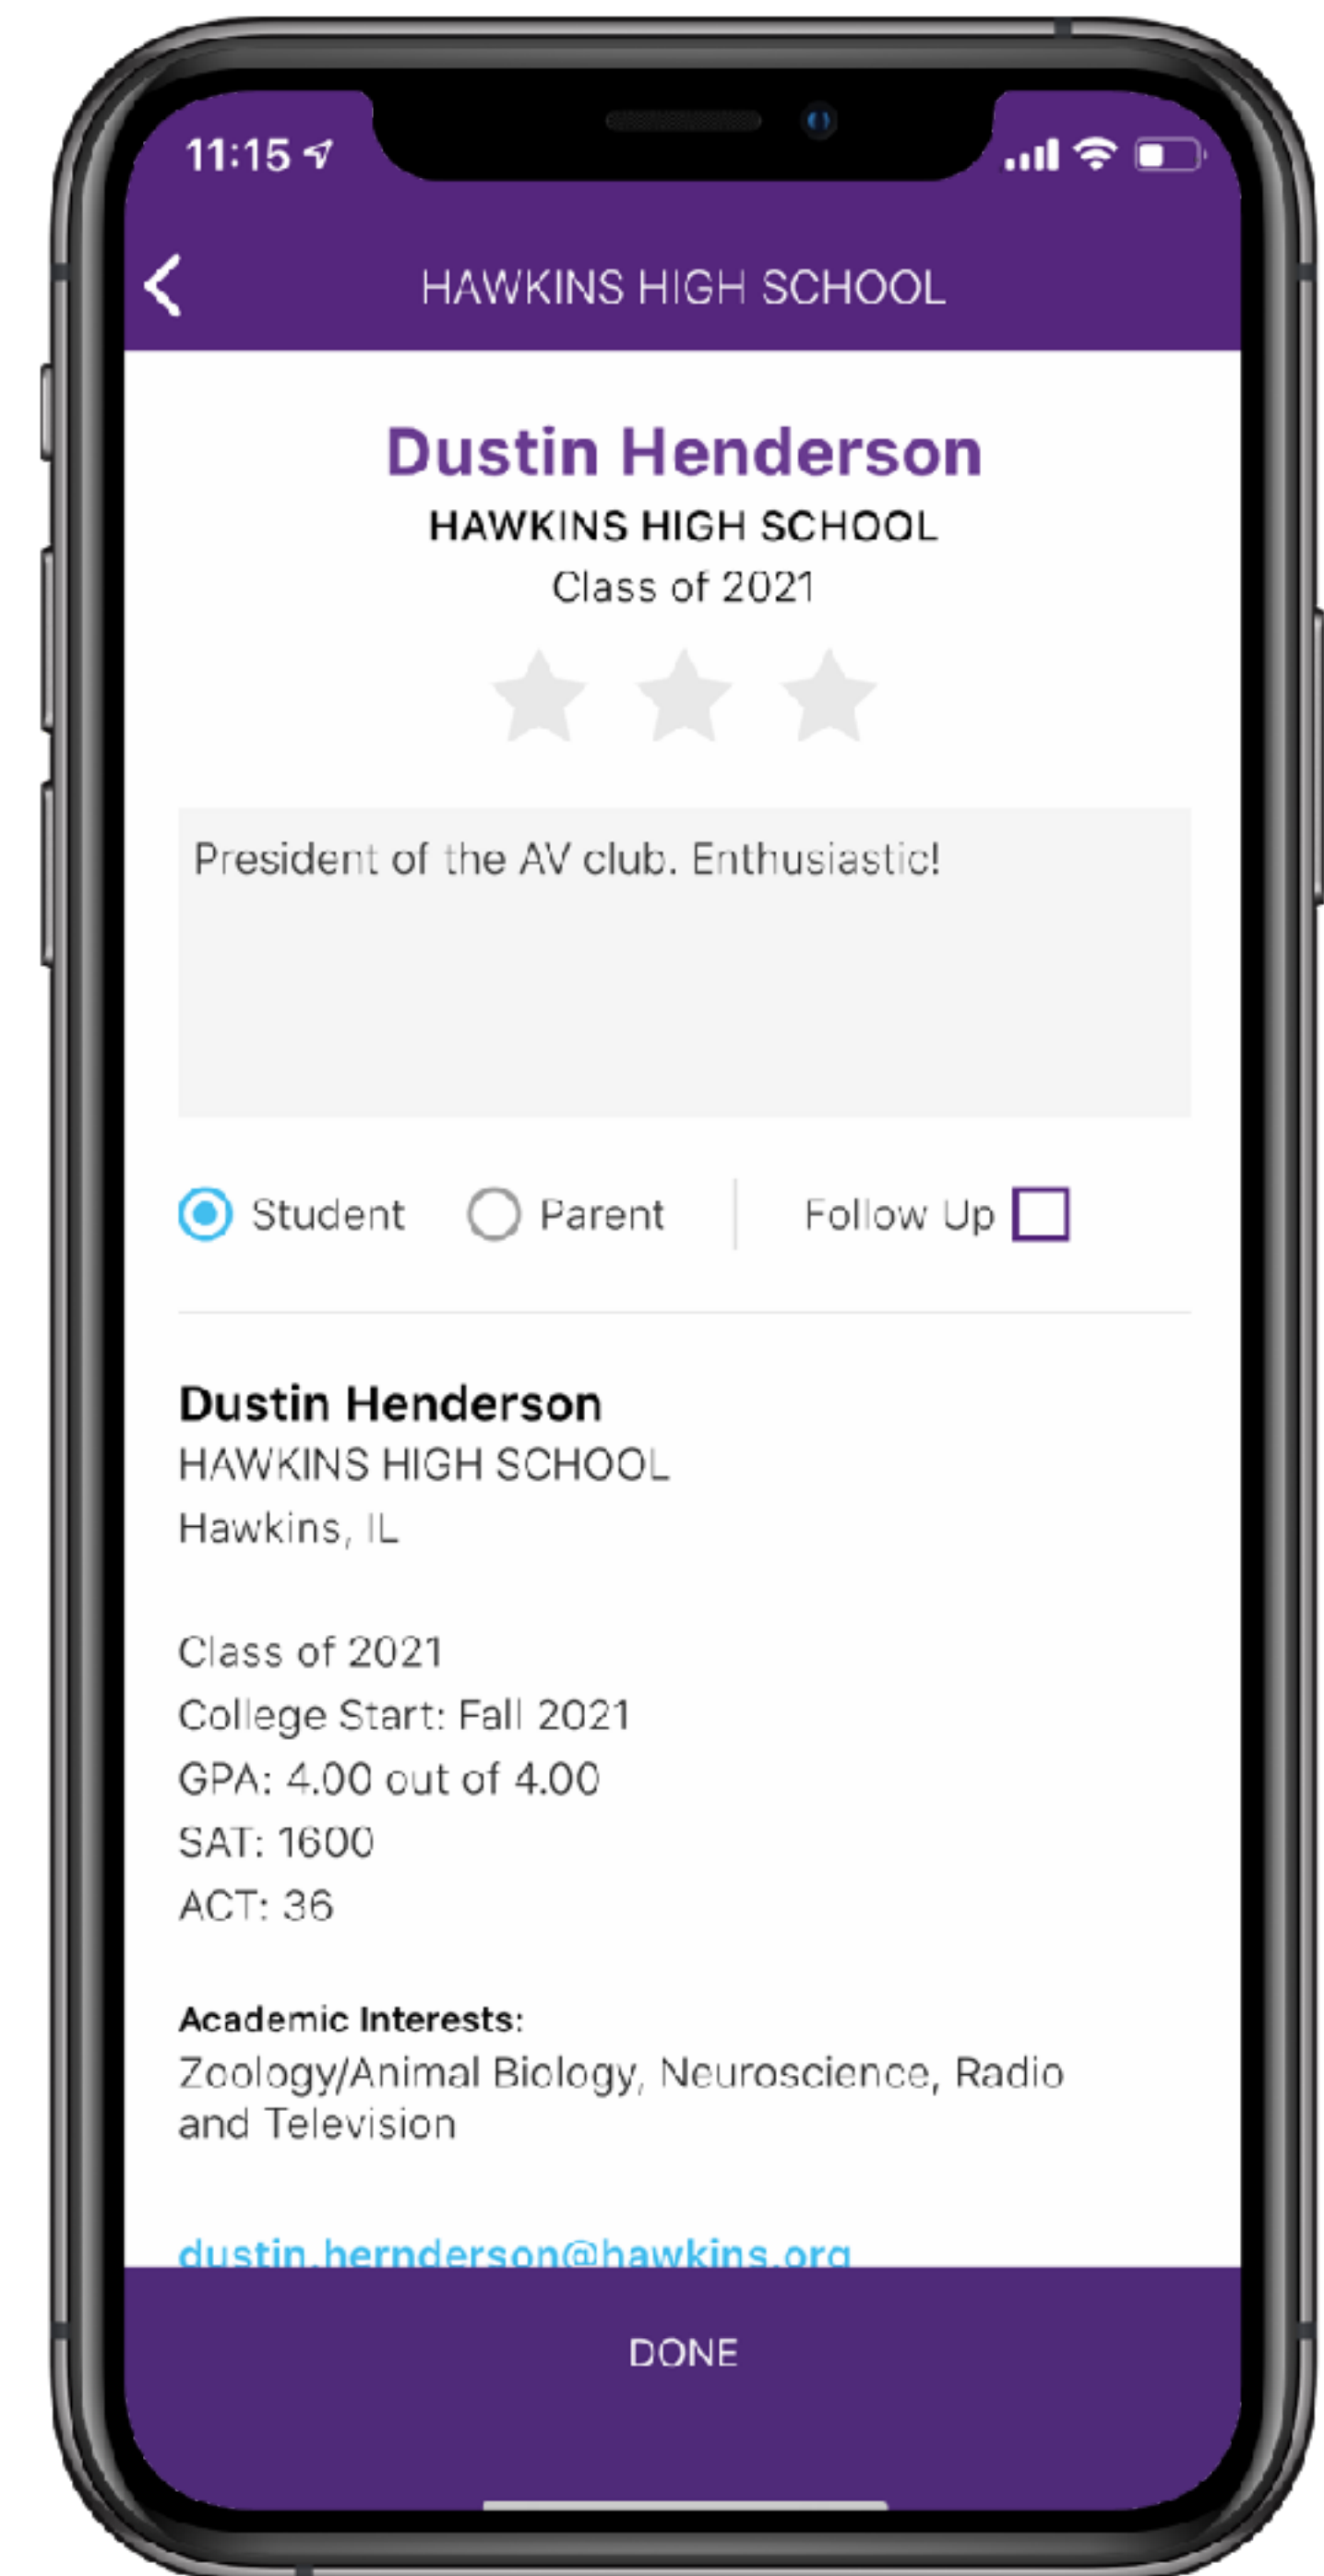 11:15
HAWKINS HIGH SCHOOL
Dustin Henderson
HAWKINS HIGH SCHOOL
Class of 2021
President of the AV club. Enthusiastic!
Student Parent Follow Up
Dustin Henderson
HAWKINS HIGH SCHOOL
Hawkins, IL
Class of 2021
College Start: Fall 2021
GPA: 4.00 out of 4.00
SAT: 1600
ACT: 36
Academic Interests:
Zoology/Animal Biology, Neuroscience, Radio
and Television
dustin.hernderson@hawkins.org
DONE